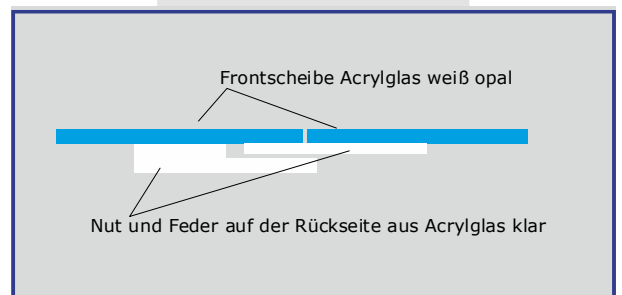 Frontscheibe Acrylglas weiß opal
Nut und Feder auf der Rückseite aus Acrylglas klar